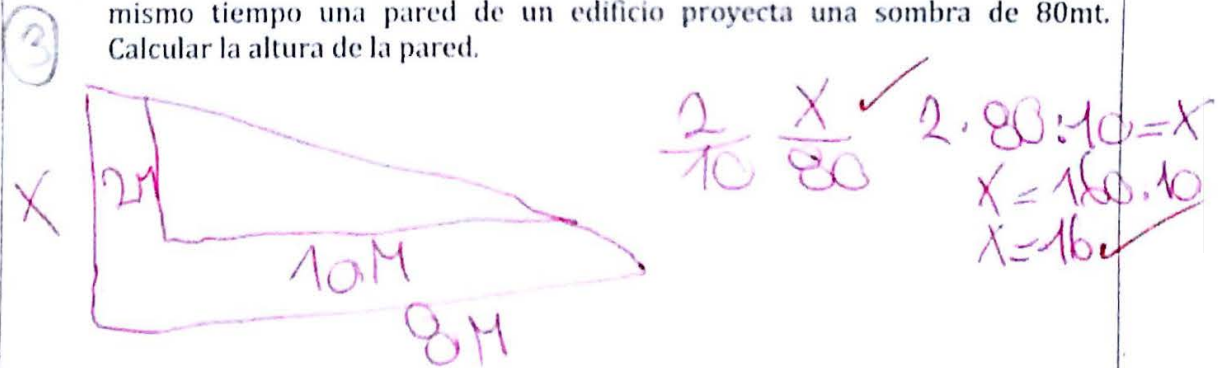 mismo tiempo una pared de un edificio proyecta una sombra de 80mt.
3 Calcular la altura de la pared.
2/10 X/80 ✓ 2·80:10=X
X=160.10
X=16 ✓
X 2M
10M
8M